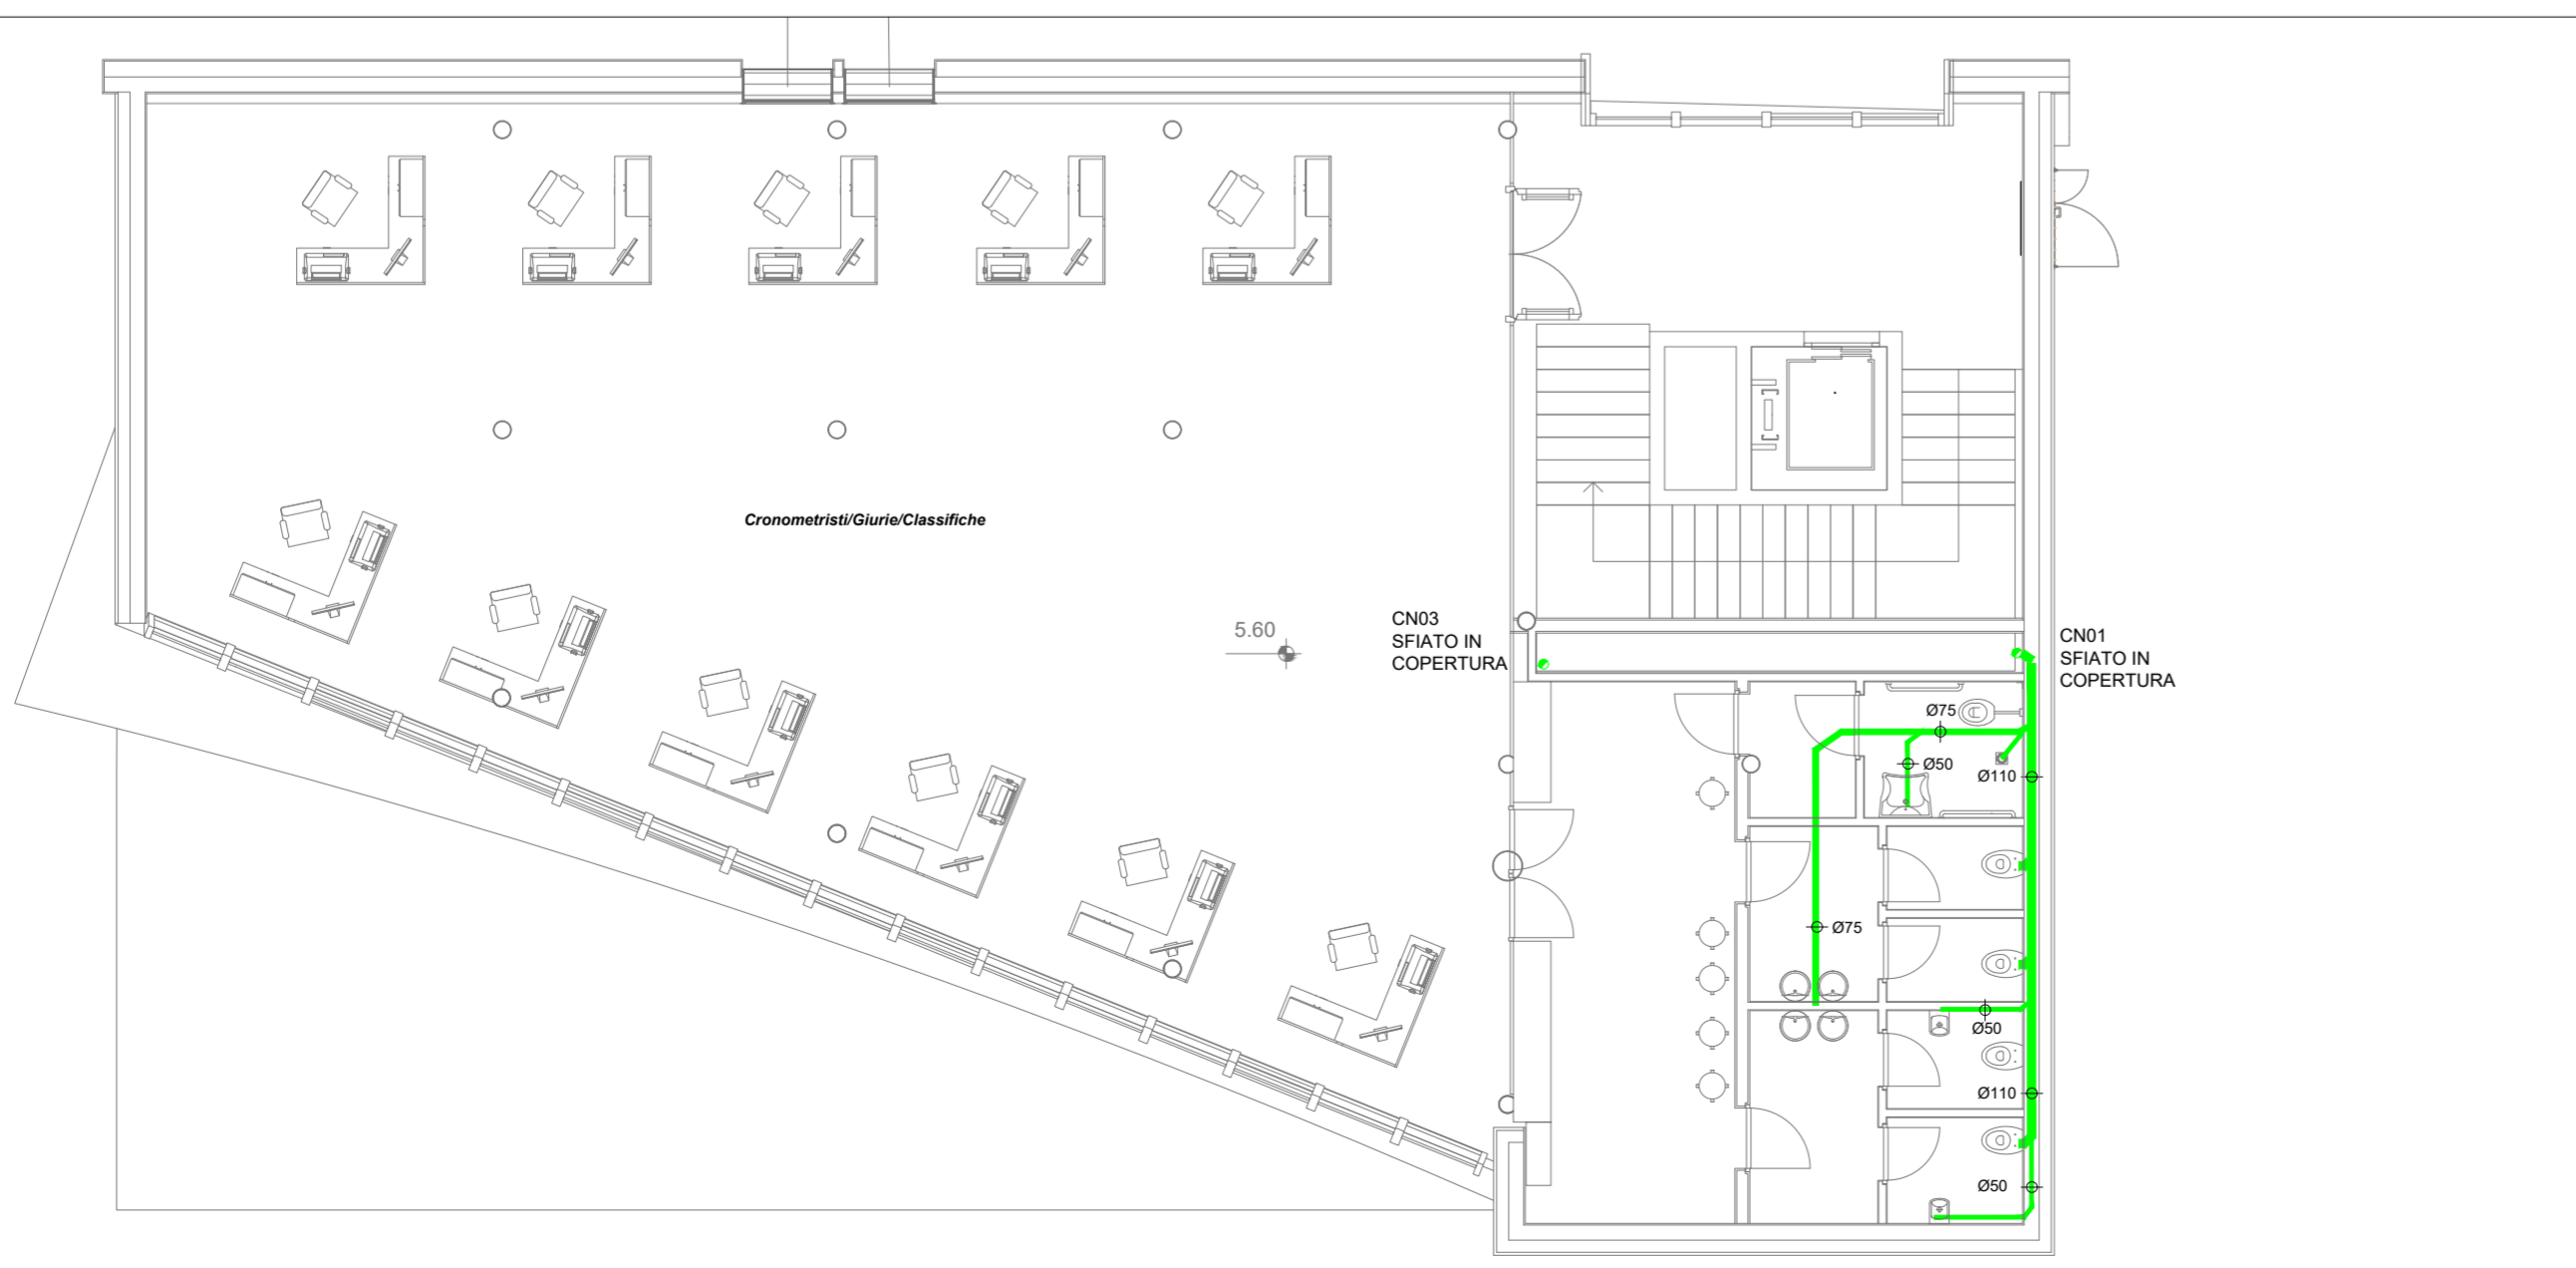 Cronometristi/Giurie/Classifiche
5.60
CN03
SFIATO IN
COPERTURA
CN01
SFIATO IN
COPERTURA
Ø75
Ø50
Ø110
Ø75
Ø50
Ø110
Ø50